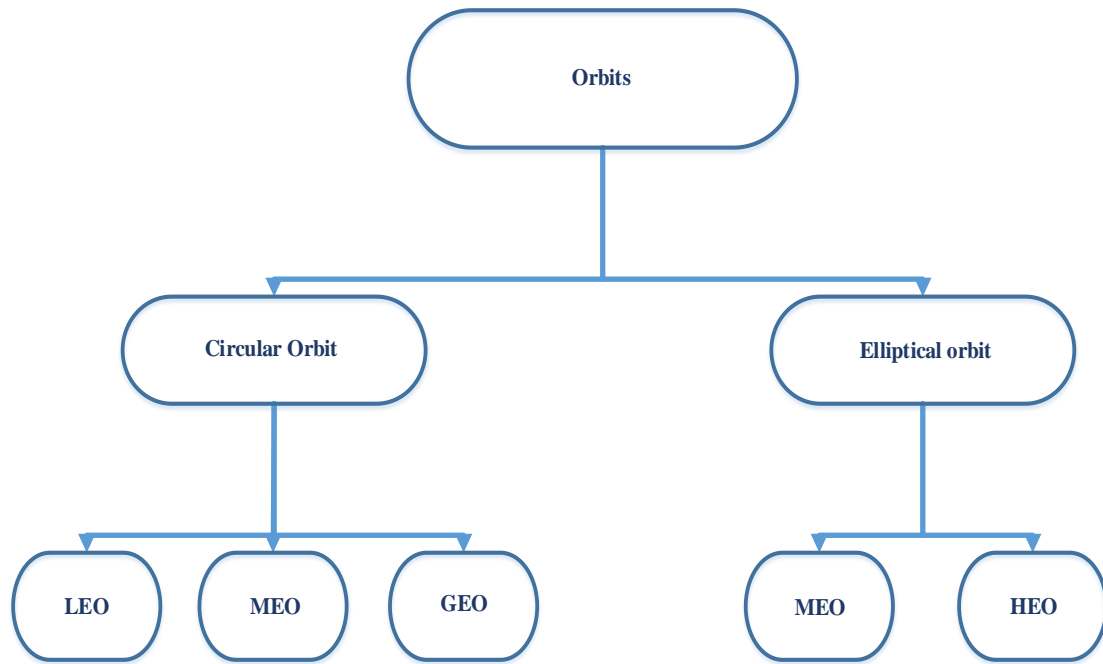 Orbits
Circular Orbit
Elliptical orbit
LEO
MEO
GEO
MEO
HEO